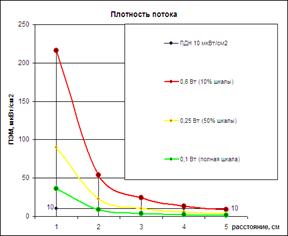 Плотность потока
ППЭМ, мкВт/см2
250
200
150
100
50
0
ПДН 10 мкВт/см2
0,6 Вт (10% шкалы)
0,25 Вт (50% шкалы)
0,1 Вт (полная шкала)
10
10
1 2 3 4 5 расстояние, см